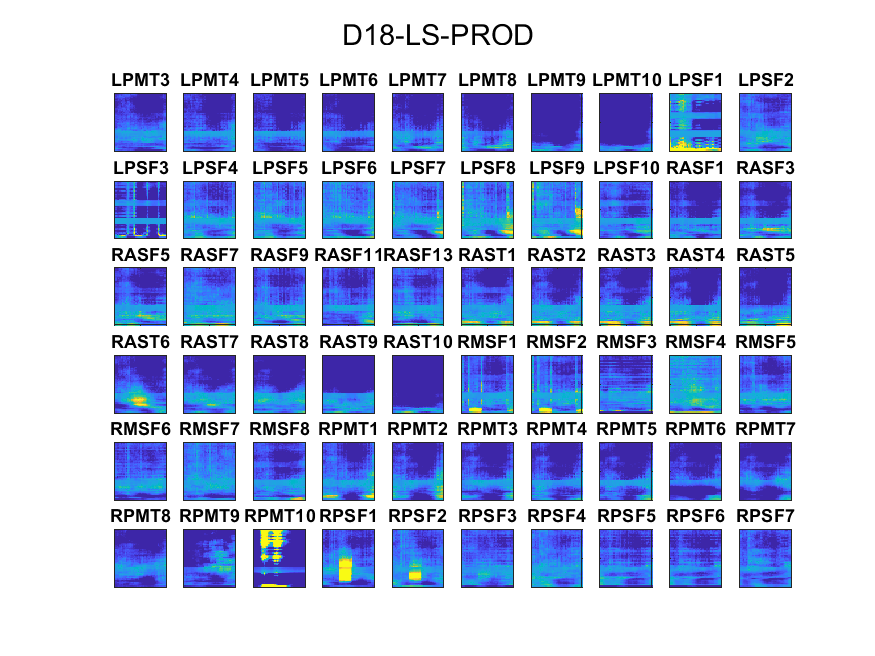 D18-LS-PROD
LPMT3 LPMT4 LPMT5 LPMT6 LPMT7 LPMT8 LPMT9 LPMT10 LPSF1 LPSF2
LPSF3 LPSF4 LPSF5 LPSF6 LPSF7 LPSF8 LPSF9 LPSF10 RASF1 RASF3
RASF5 RASF7 RASF9 RASF11 RASF13 RAST1 RAST2 RAST3 RAST4 RAST5
RAST6 RAST7 RAST8 RAST9 RAST10 RMSF1 RMSF2 RMSF3 RMSF4 RMSF5
RMSF6 RMSF7 RMSF8 RPMT1 RPMT2 RPMT3 RPMT4 RPMT5 RPMT6 RPMT7
RPMT8 RPMT9 RPMT10 RPSF1 RPSF2 RPSF3 RPSF4 RPSF5 RPSF6 RPSF7